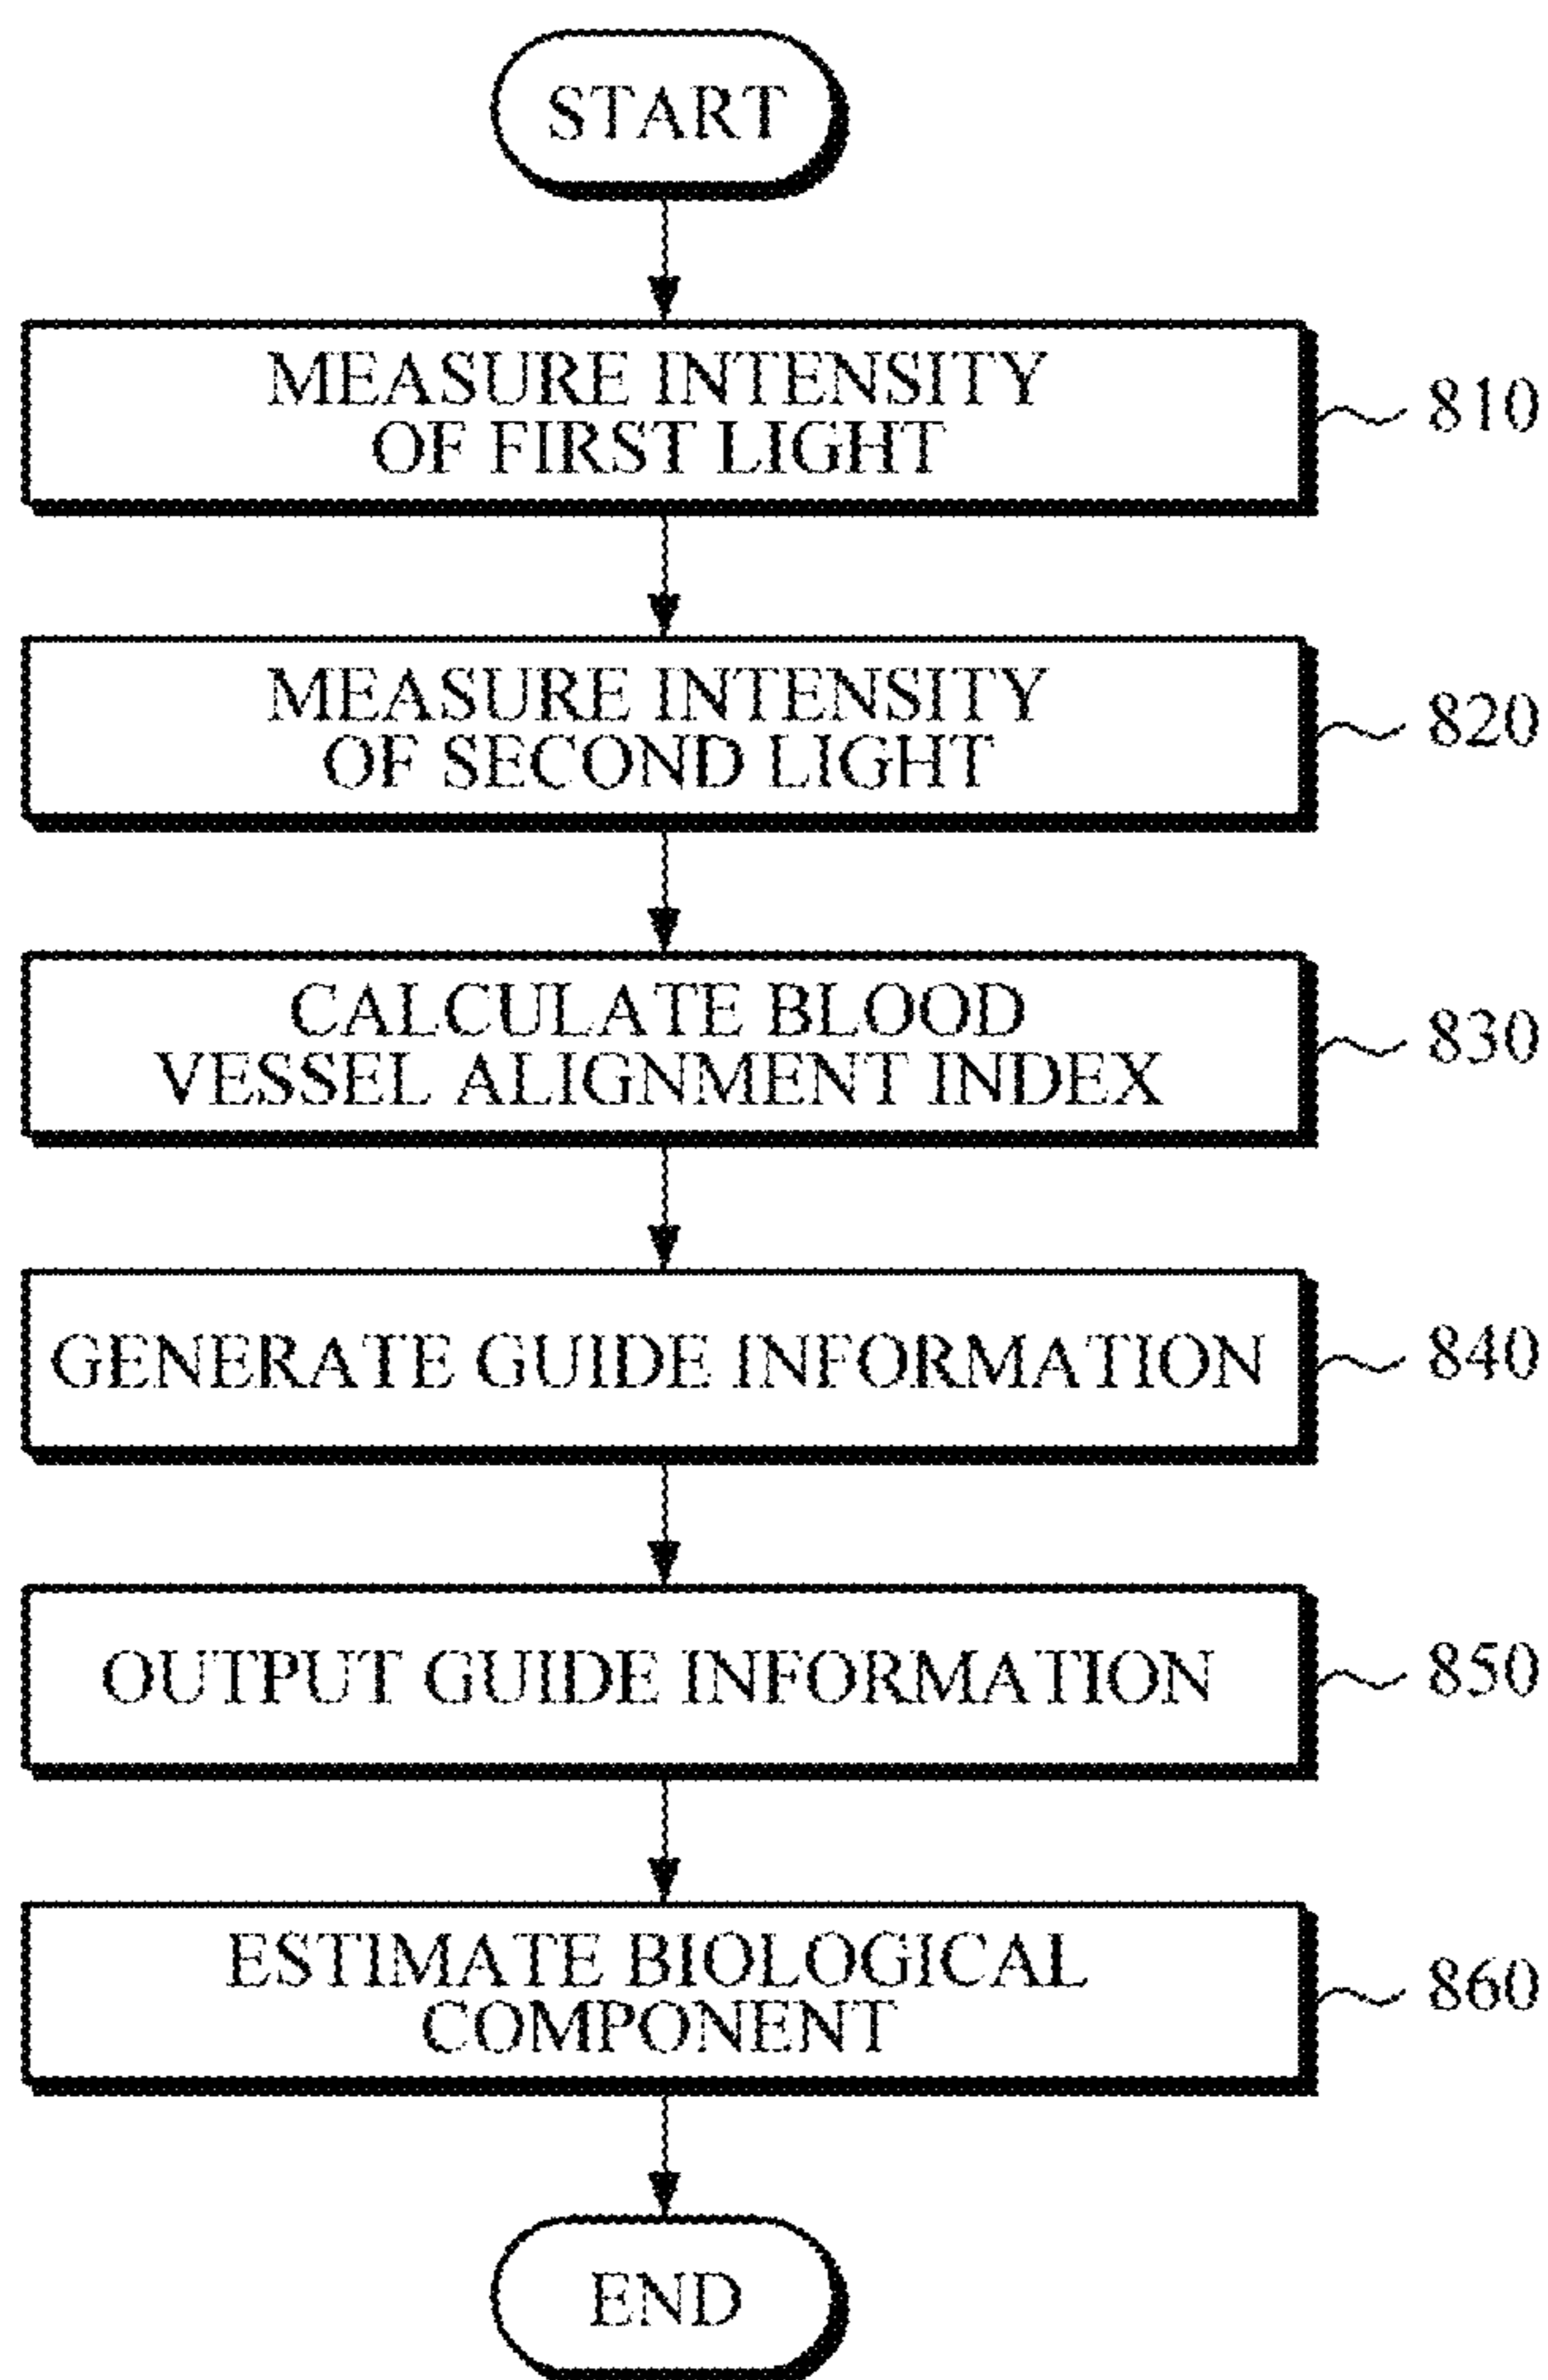 START
MEASURE INTENSITY
OF FIRST LIGHT
810
MEASURE INTENSITY
OF SECOND LIGHT
820
CALCULATE BLOOD
VESSEL ALIGNMENT INDEX
830
GENERATE GUIDE INFORMATION
840
OUTPUT GUIDE INFORMATION
850
ESTIMATE BIOLOGICAL
COMPONENT
860
END